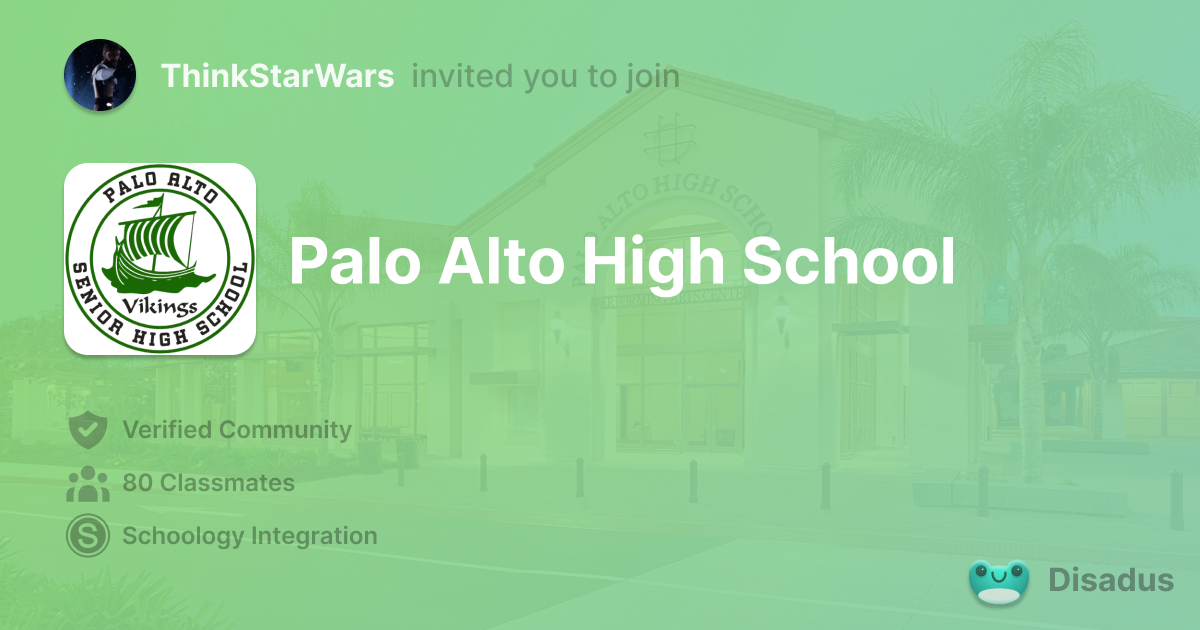 ThinkStarWars invited you to join
PALO ALTO
Vikings
SENIOR HIGH SCHOOL
Palo Alto High School
ALTO HIGH SCHO
Verified Community
80 Classmates
Schoology Integration
Disadus